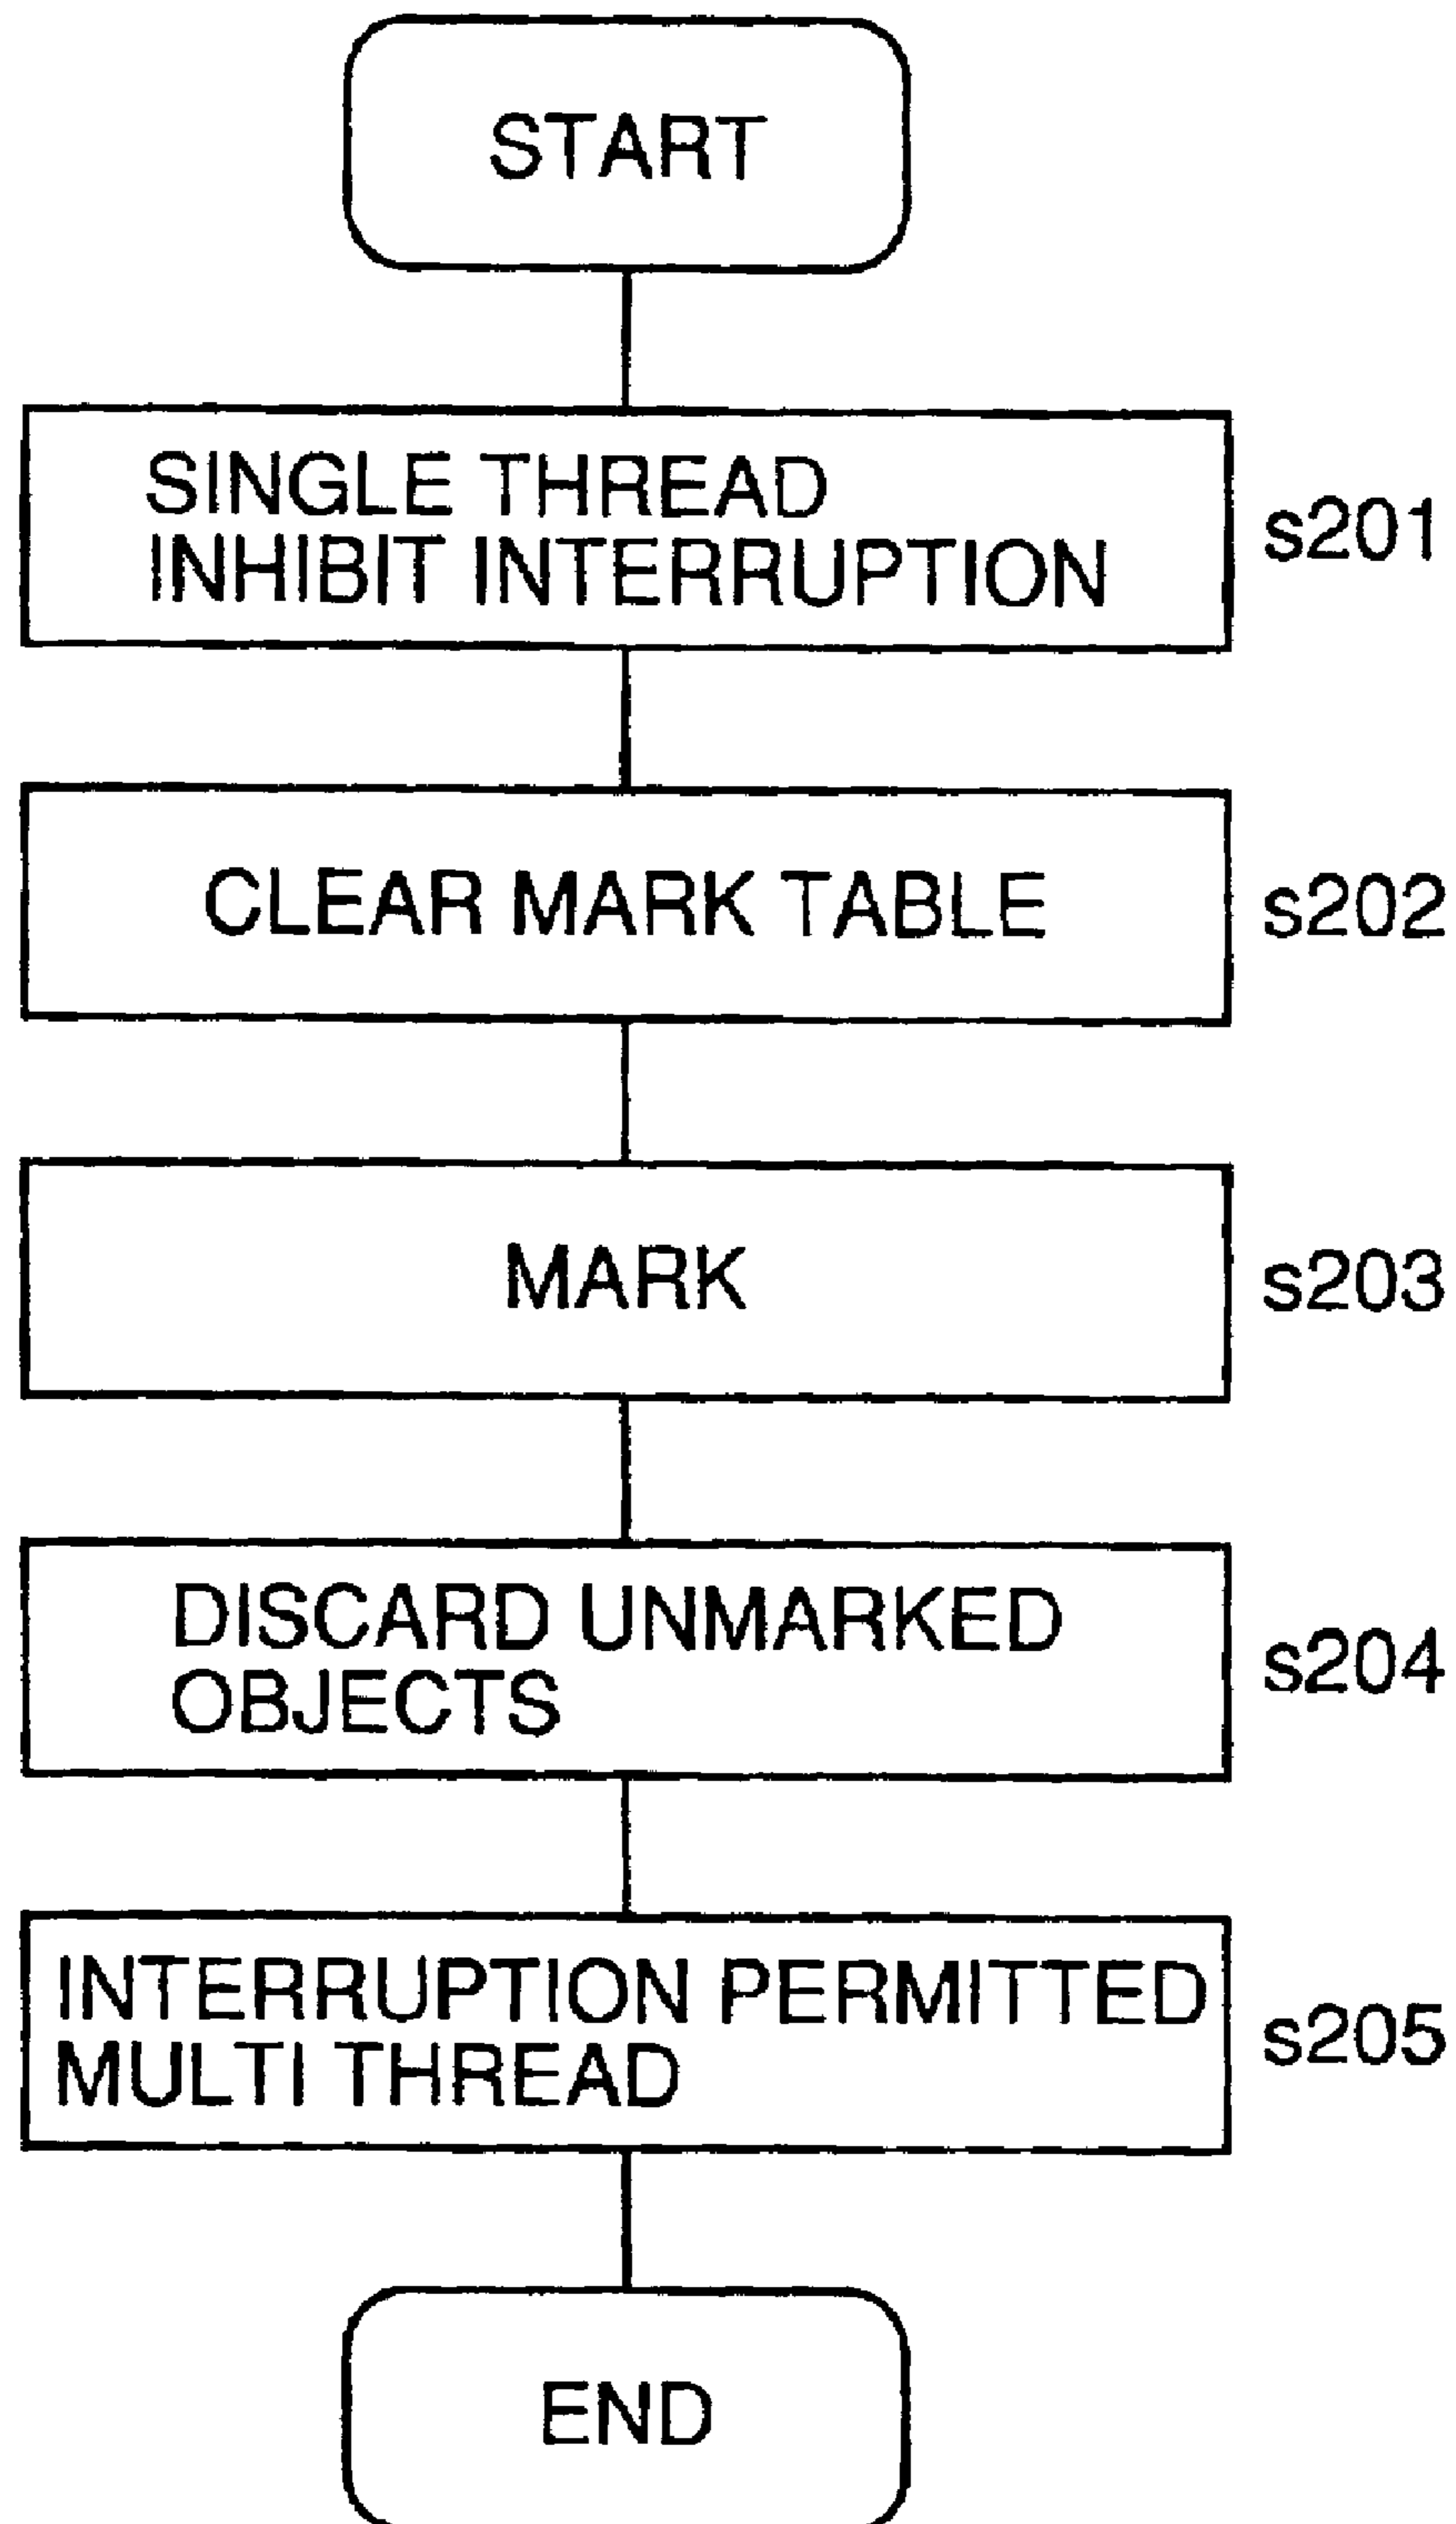 START
SINGLE THREAD
INHIBIT INTERRUPTION
s201
CLEAR MARK TABLE
s202
MARK
s203
DISCARD UNMARKED
OBJECTS
s204
INTERRUPTION PERMITTED
MULTI THREAD
s205
END